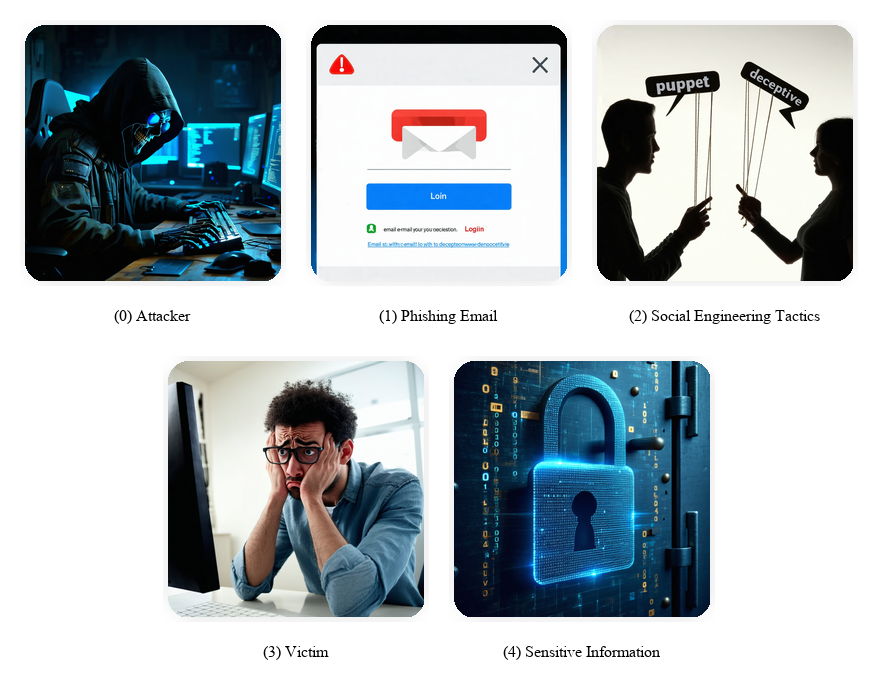 puppet
deceptive
Loin
email e-mail your you oecieston. Logiin
(0) Attacker
(1) Phishing Email
(2) Social Engineering Tactics
(3) Victim
(4) Sensitive Information